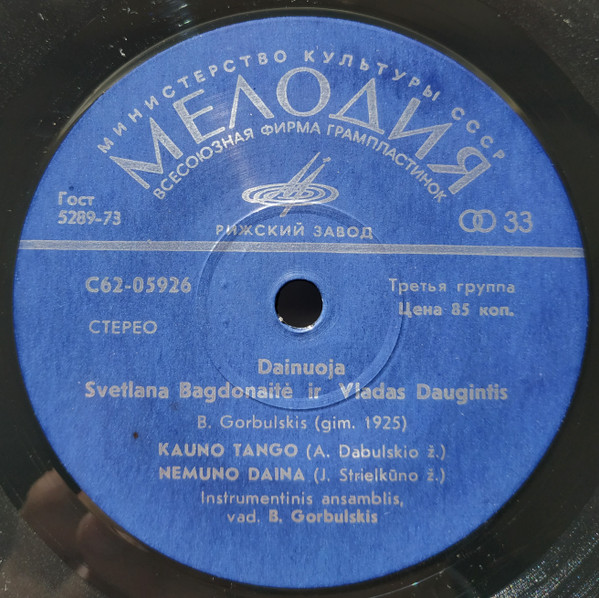 МИНИСТЕРСТВО КУЛЬТУРЫ СССР
МЕЛОДИЯ
ВСЕСОЮЗНАЯ ФИРМА ГРАМПЛАСТИНОК
Гост
5289-73
33
РИЖСКИЙ ЗАВОД
С62-05926
Третья группа
Цена 85 коп.
СТЕРЕО
Dainuoja
Svetlana Bagdonaitė ir Vladas Daugintis
B. Gorbulskis (gim. 1925)
KAUNO TANGO (A. Dabulskio ž.)
NEMUNO DAINA (J. Strielkūno ž.)
Instrumentinis ansamblis,
vad. B. Gorbulskis